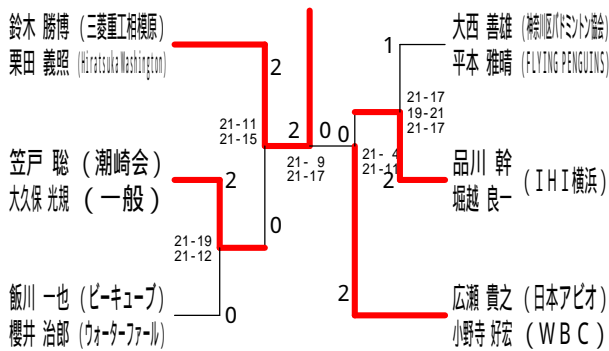 鈴木 勝博 (三菱重工相模原)
栗田 義照 (Hiratsuka Washington)
2
21-11
21-15
笠戸 聡 (潮崎会)
大久保 光規 (一般)
2
21-19
21-12
0
飯川 一也 (ビーキューブ)
櫻井 治郎 (ウォーターファール)
0
2
0
21- 9
21-17
0
大西 善雄 (神奈川区バドミントン協会)
平本 雅晴 (FLYING PENGUINS)
1
21-17
19-21
21-17
21- 4
21-11
2
品川 幹
堀越 良一
(IHI横浜)
2
広瀬 貴之 (日本アビオ)
小野寺 好宏 (WBC)